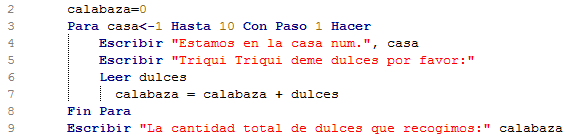 2 calabaza=0
3 Para casa<-1 Hasta 10 Con Paso 1 Hacer
4 Escribir "Estamos en la casa num.", casa
5 Escribir "Triqui Triqui deme dulces por favor:"
6 Leer dulces
7 calabaza = calabaza + dulces
8 Fin Para
9 Escribir "La cantidad total de dulces que recogimos:" calabaza